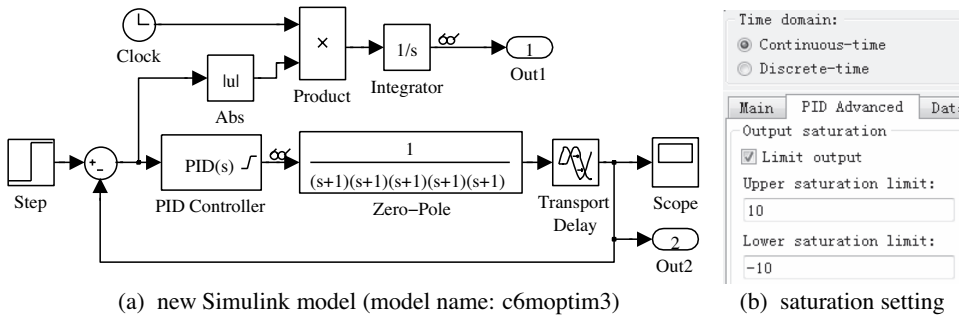 Clock
×
Product
1/s
Integrator
1
Out1
|u|
Abs
Step
+
−
PID(s)
PID Controller
1
(s+1)(s+1)(s+1)(s+1)(s+1)
Zero−Pole
Transport
Delay
Scope
2
Out2
(a) new Simulink model (model name: c6moptim3)
Time domain:
Continuous-time
Discrete-time
Main PID Advanced Data
Output saturation
Limit output
Upper saturation limit:
10
Lower saturation limit:
-10
(b) saturation setting